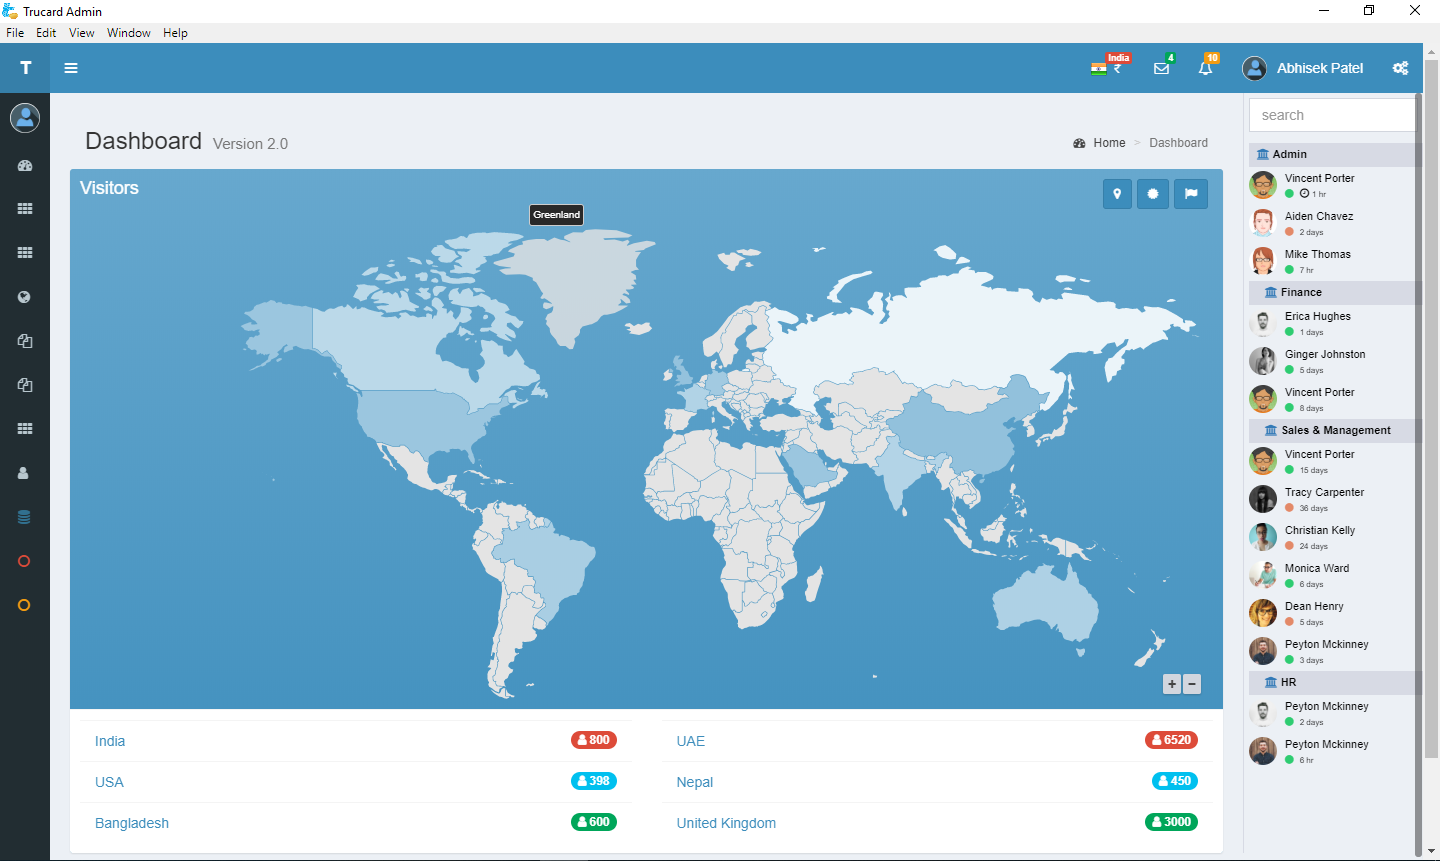 Trucard Admin
File Edit View Window Help
T
India
₹
4
10
Abhisek Patel
Dashboard Version 2.0
Home > Dashboard
Visitors
Greenland
+ −
India 800
UAE 6520
USA 398
Nepal 450
Bangladesh 600
United Kingdom 3000
search
Admin
Vincent Porter
1 hr
Aiden Chavez
2 days
Mike Thomas
7 hr
Finance
Erica Hughes
1 days
Ginger Johnston
5 days
Vincent Porter
8 days
Sales & Management
Vincent Porter
15 days
Tracy Carpenter
36 days
Christian Kelly
24 days
Monica Ward
6 days
Dean Henry
5 days
Peyton Mckinney
3 days
HR
Peyton Mckinney
2 days
Peyton Mckinney
6 hr